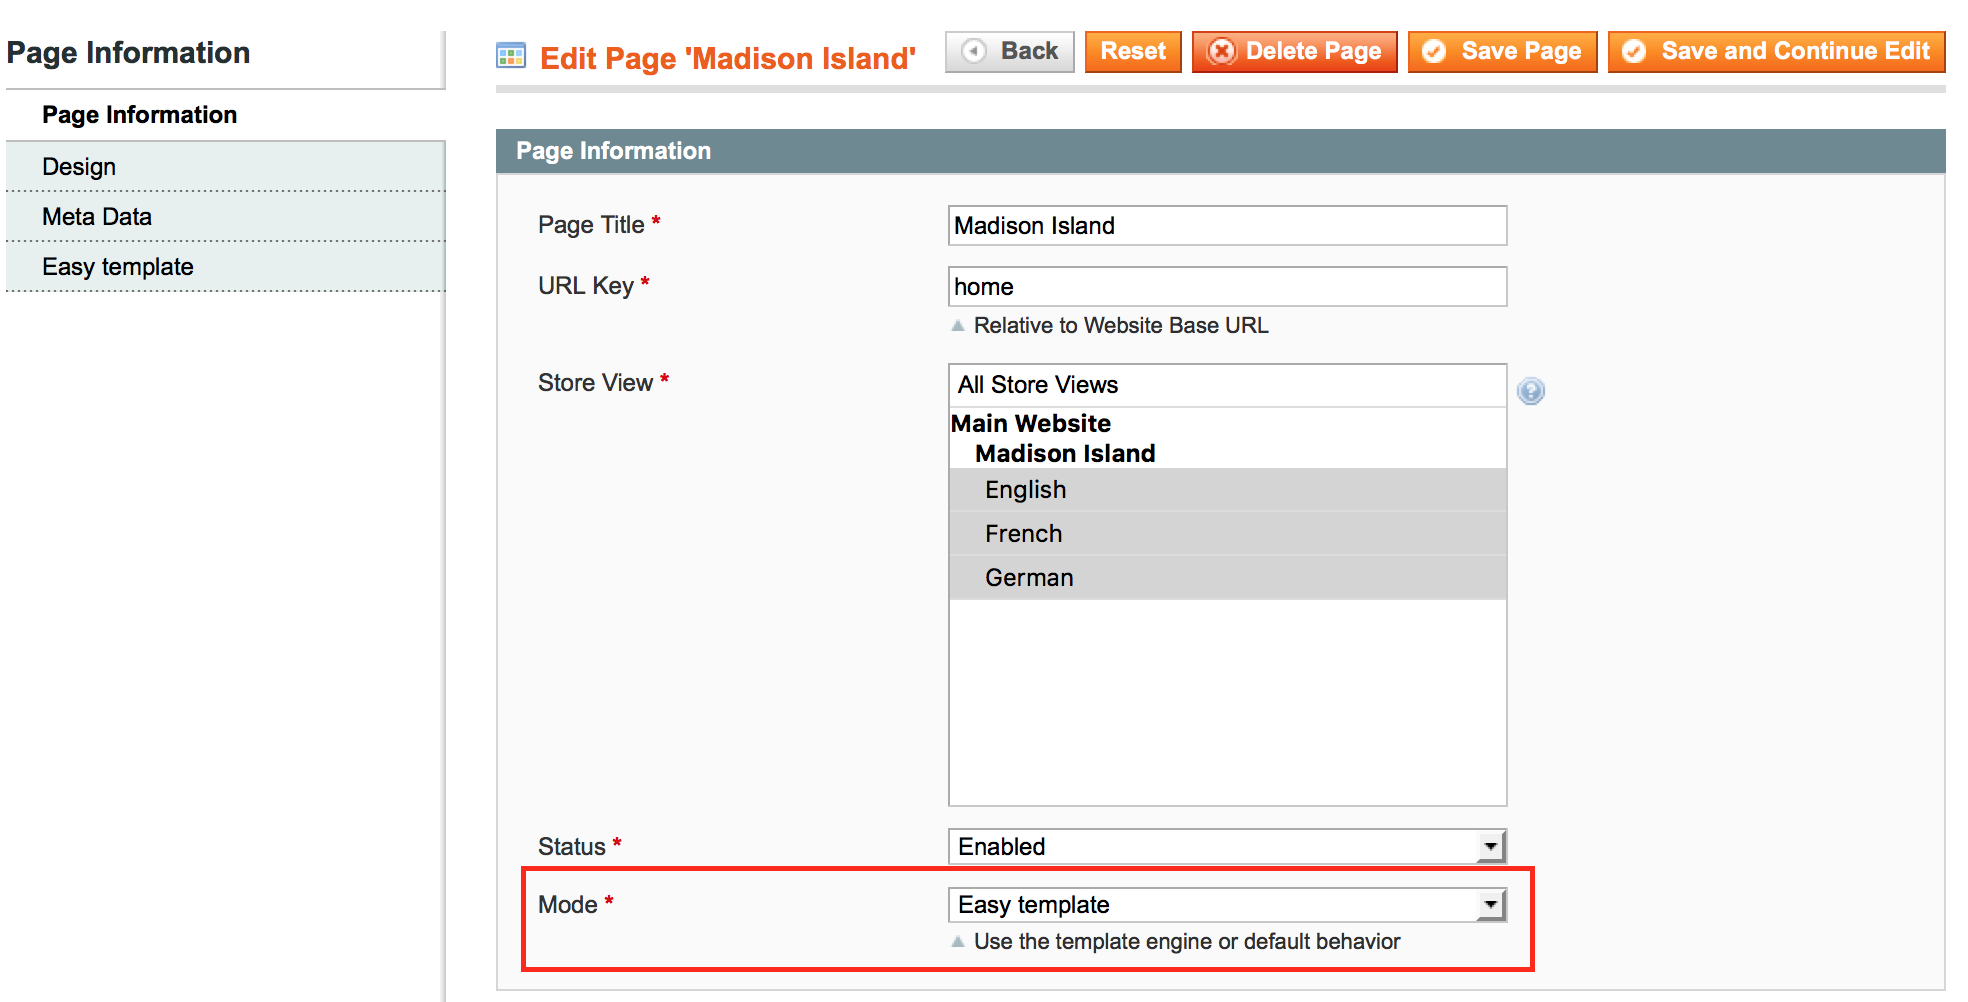 Page Information
Page Information
Design
Meta Data
Easy template
Edit Page 'Madison Island'
Back
Reset
Delete Page
Save Page
Save and Continue Edit
Page Information
Page Title *
Madison Island
URL Key *
home
Relative to Website Base URL
Store View *
All Store Views
Main Website
Madison Island
English
French
German
Status *
Enabled
Mode *
Easy template
Use the template engine or default behavior